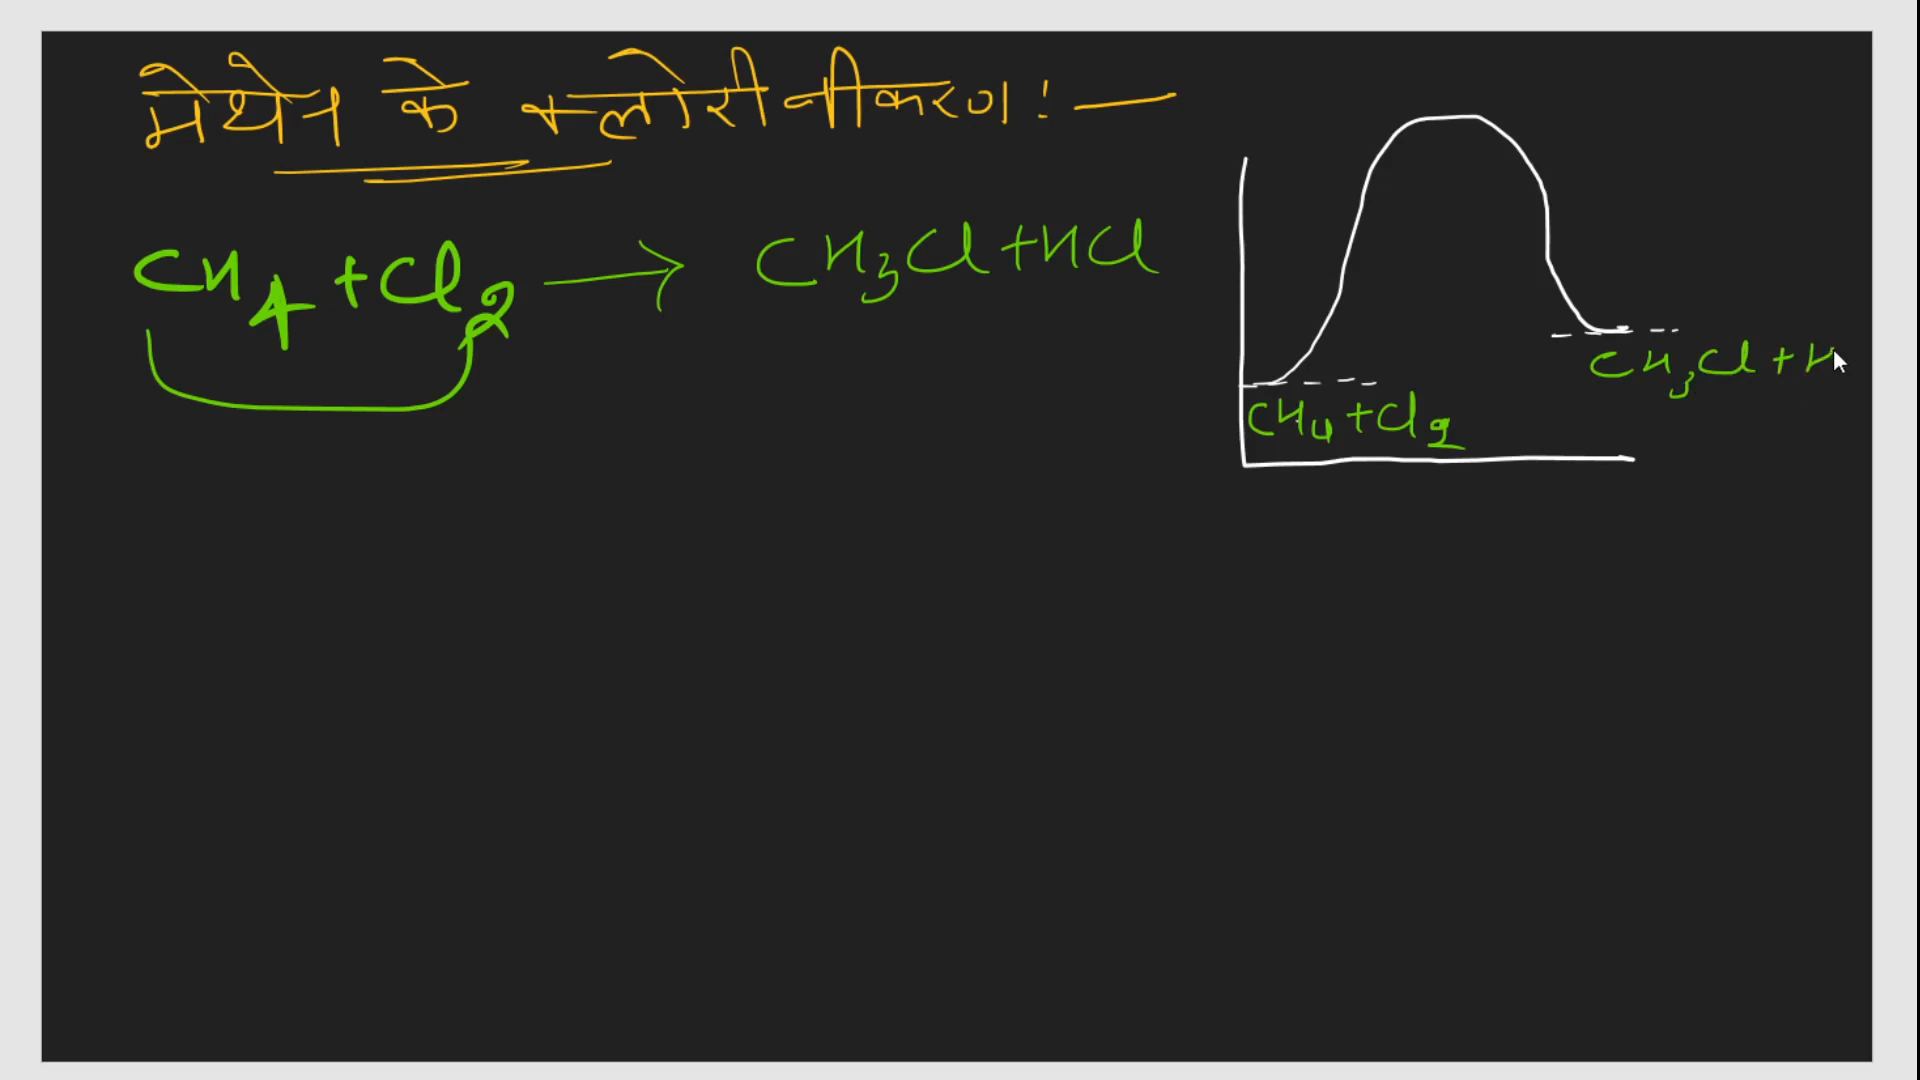 मेथेन के क्लोरीनीकरण :—
CH4 + Cl2 → CH3Cl + HCl
CH3Cl + H
CH4 + Cl2